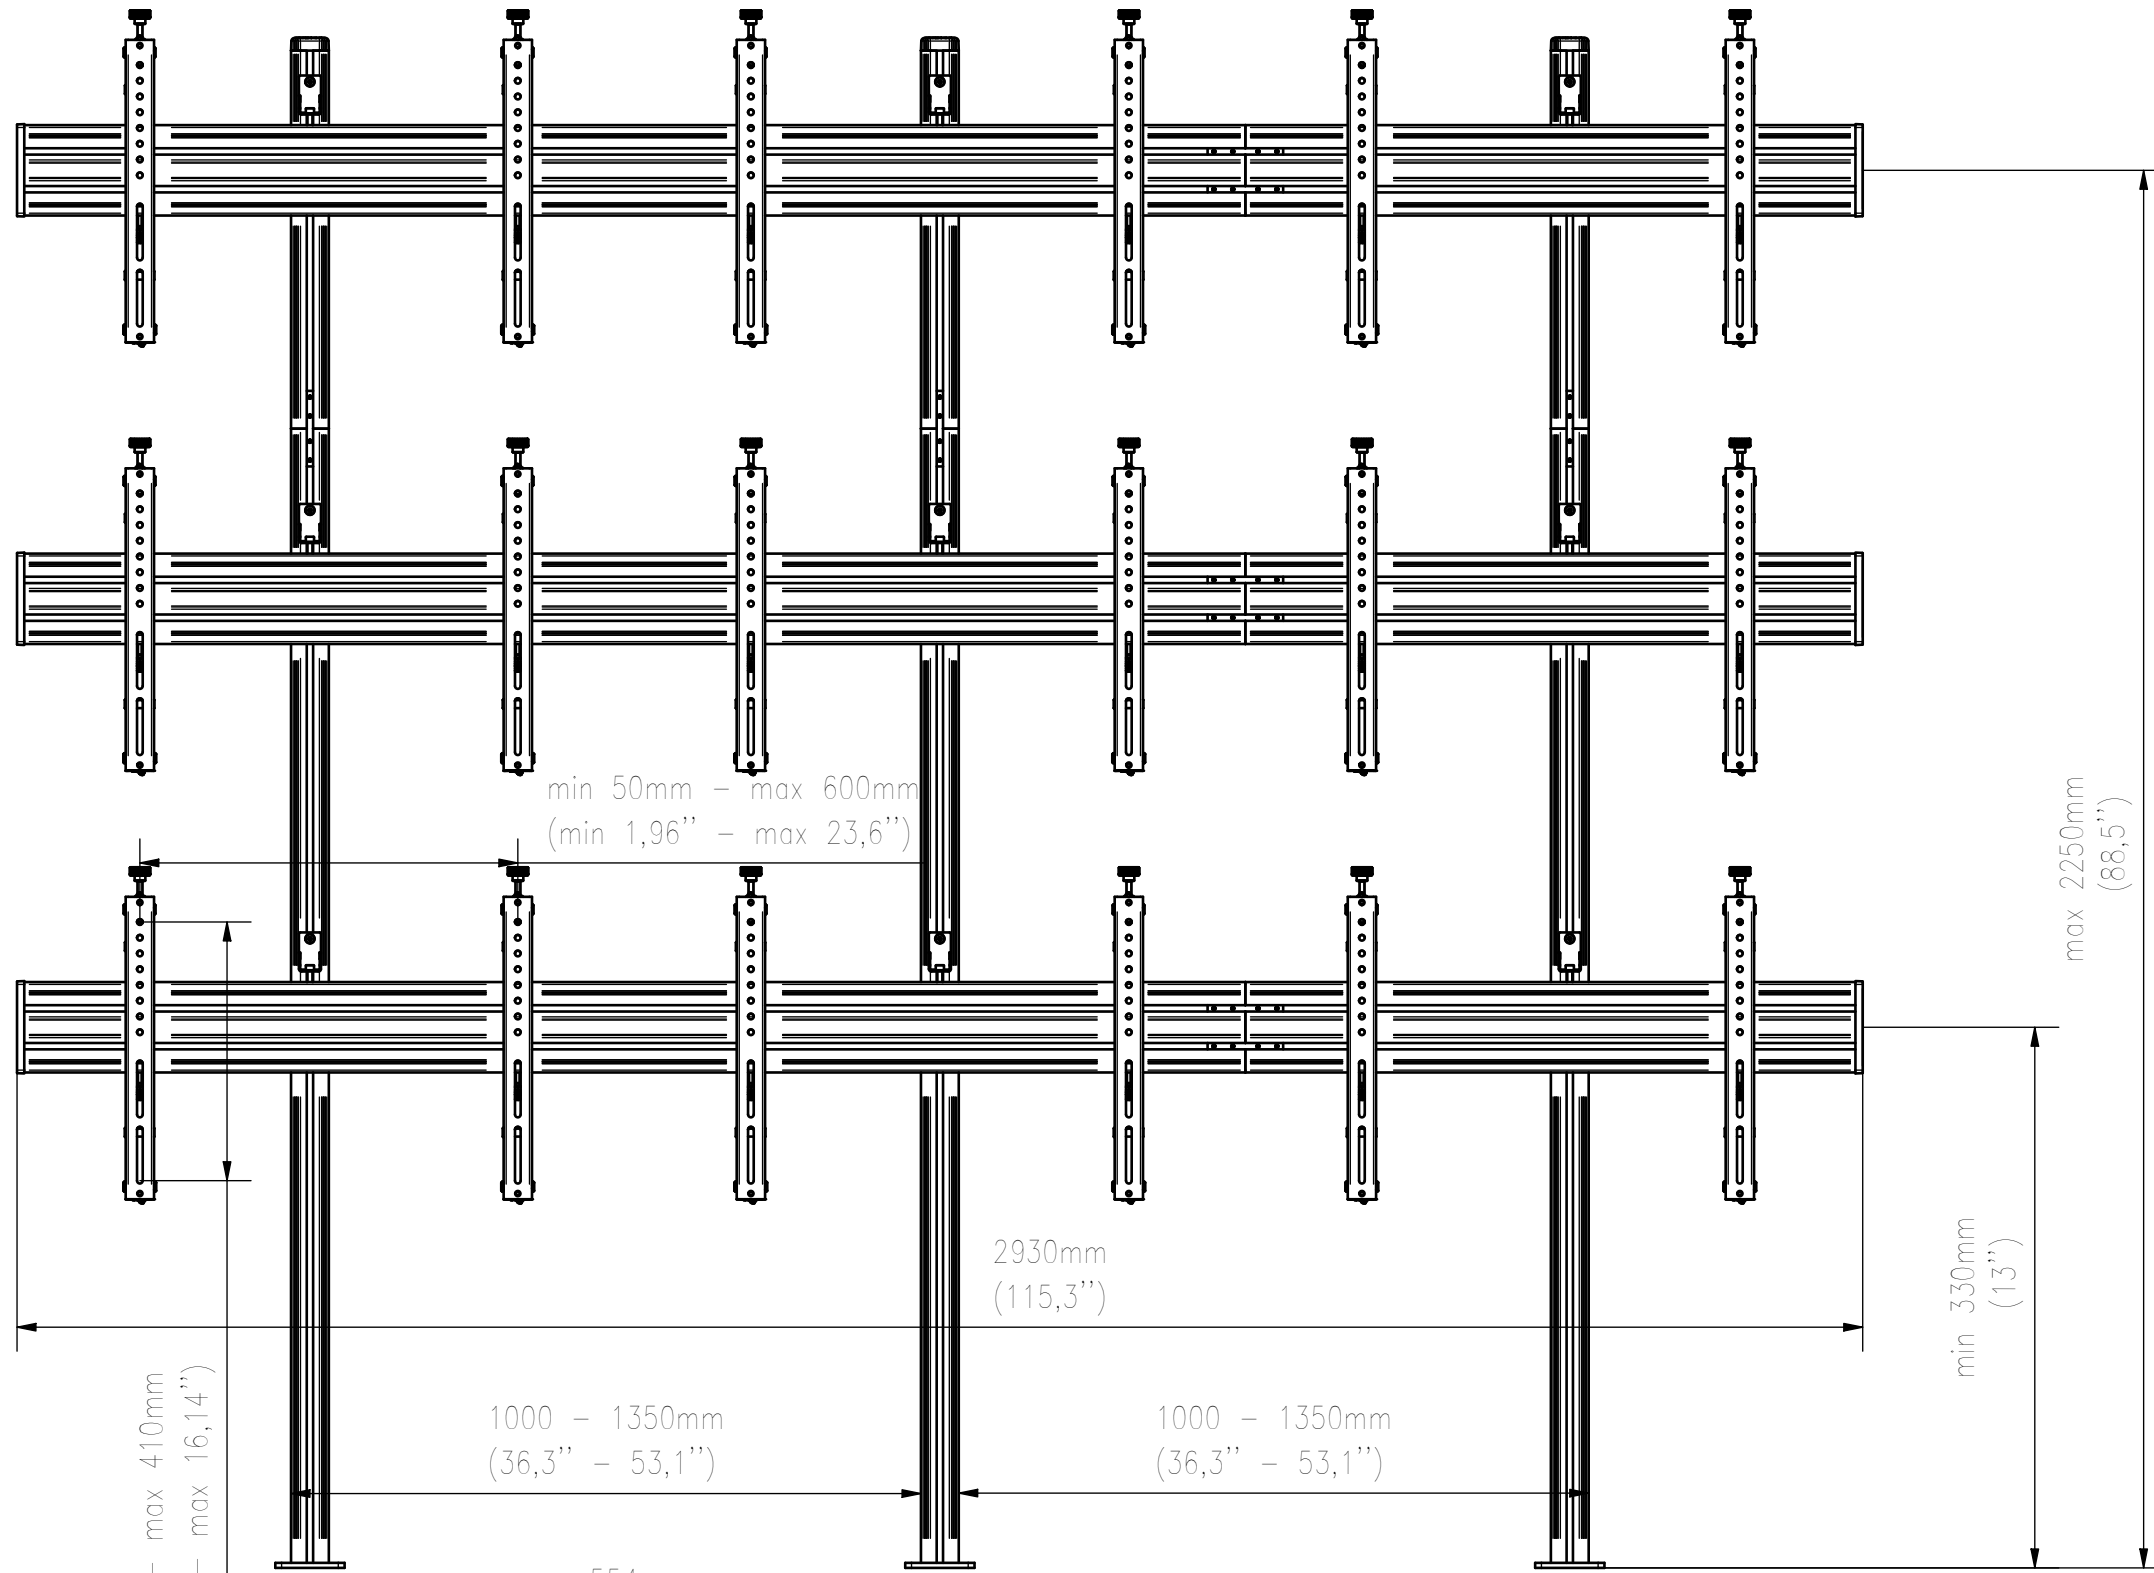 min 50mm – max 600mm
(min 1,96’’ – max 23,6’’)
max 2250mm
(88,5’’)
min 330mm
(13’’)
2930mm
(115,3’’)
– max 410mm
– max 16,14’’)
1000 – 1350mm
(36,3’’ – 53,1’’)
1000 – 1350mm
(36,3’’ – 53,1’’)